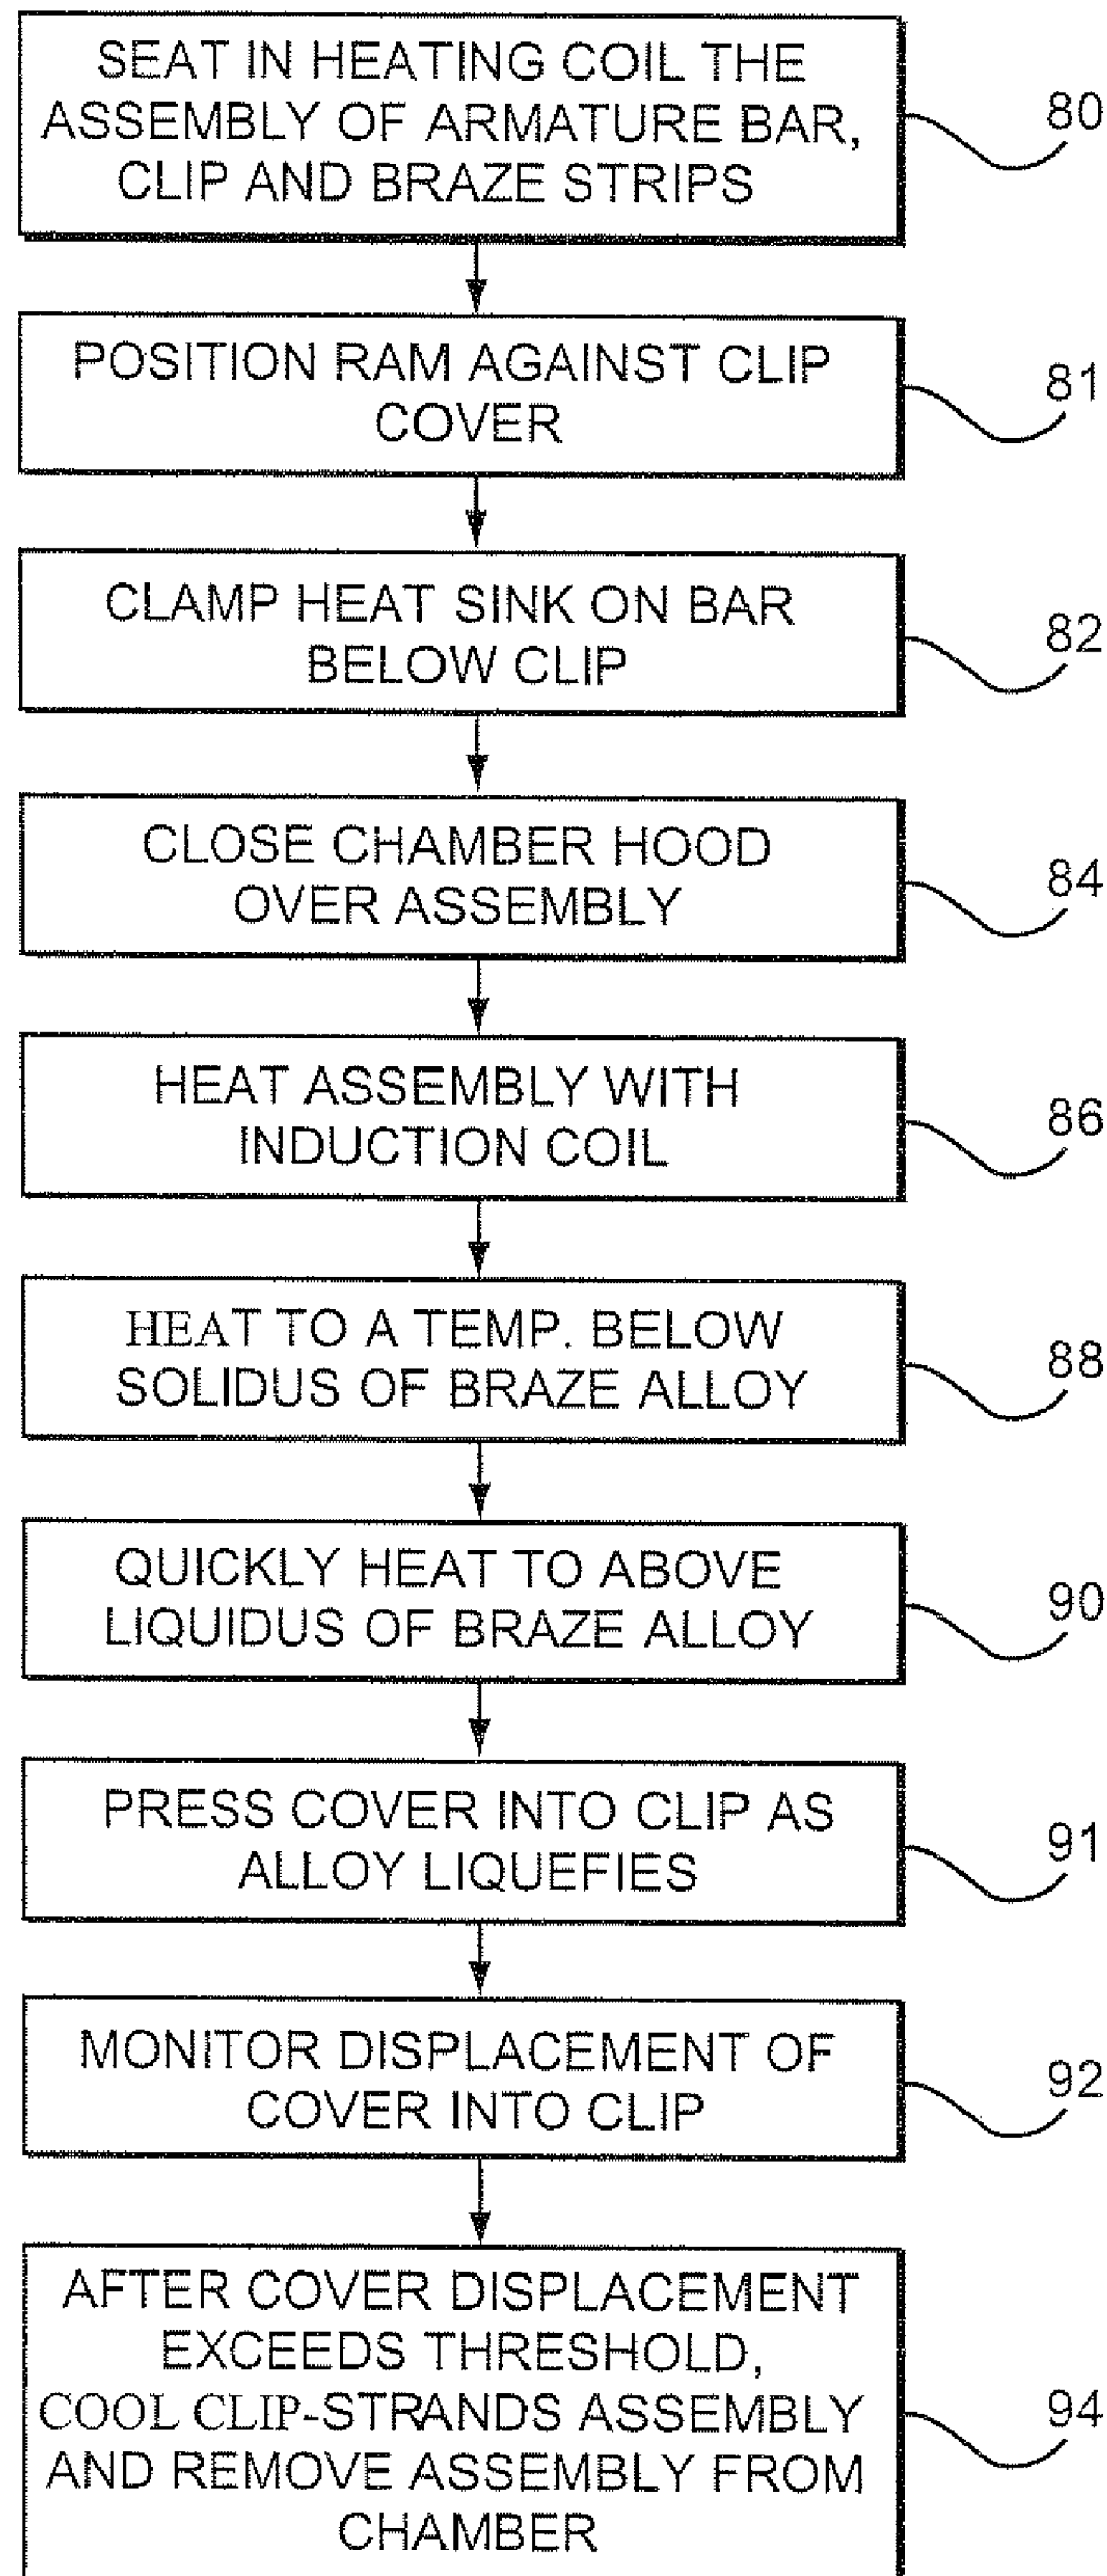 SEAT IN HEATING COIL THE
ASSEMBLY OF ARMATURE BAR,
CLIP AND BRAZE STRIPS
80
POSITION RAM AGAINST CLIP
COVER
81
CLAMP HEAT SINK ON BAR
BELOW CLIP
82
CLOSE CHAMBER HOOD
OVER ASSEMBLY
84
HEAT ASSEMBLY WITH
INDUCTION COIL
86
HEAT TO A TEMP. BELOW
SOLIDUS OF BRAZE ALLOY
88
QUICKLY HEAT TO ABOVE
LIQUIDUS OF BRAZE ALLOY
90
PRESS COVER INTO CLIP AS
ALLOY LIQUEFIES
91
MONITOR DISPLACEMENT OF
COVER INTO CLIP
92
AFTER COVER DISPLACEMENT
EXCEEDS THRESHOLD,
COOL CLIP-STRANDS ASSEMBLY
AND REMOVE ASSEMBLY FROM
CHAMBER
94